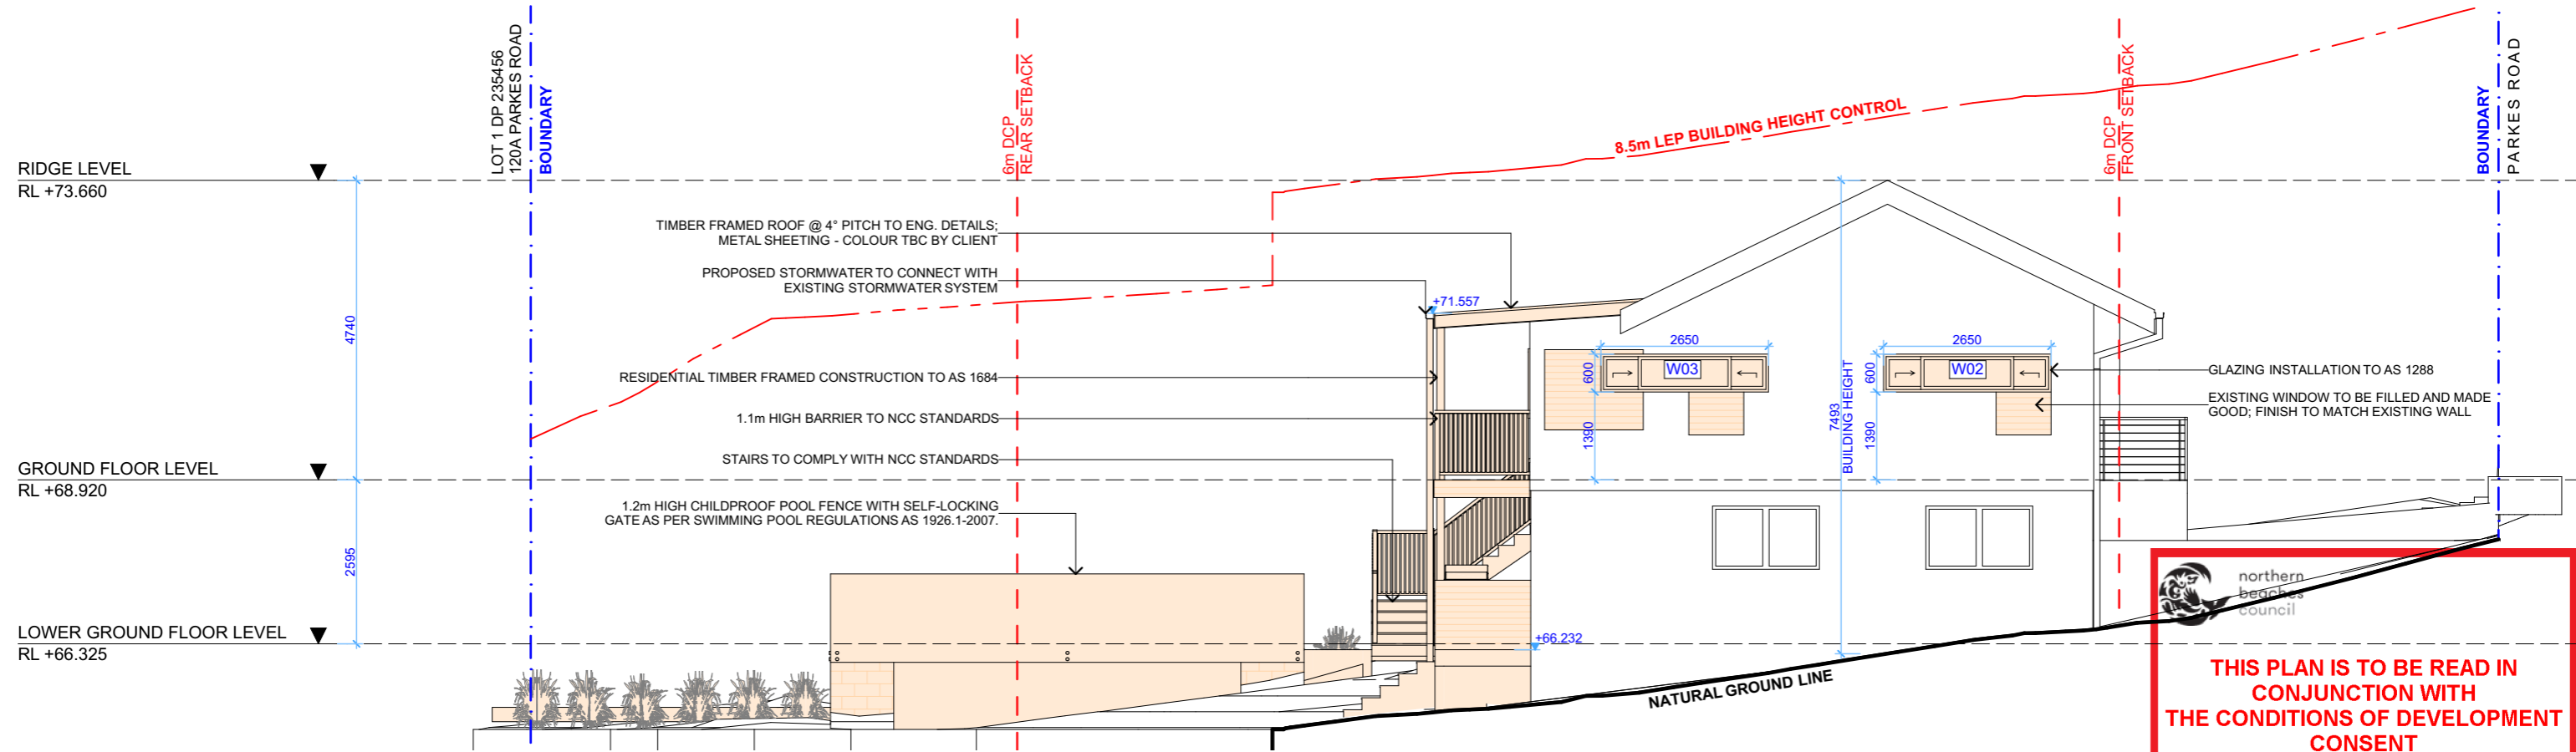 LOT 1 DP 235456
120A PARKES ROAD
BOUNDARY
6m DCP
REAR SETBACK
8.5m LEP BUILDING HEIGHT CONTROL
6m DCP
FRONT SETBACK
BOUNDARY
PARKES ROAD
RIDGE LEVEL
RL +73.660
TIMBER FRAMED ROOF @ 4° PITCH TO ENG. DETAILS;
METAL SHEETING - COLOUR TBC BY CLIENT
PROPOSED STORMWATER TO CONNECT WITH
EXISTING STORMWATER SYSTEM
+71.557
4740
2650
2650
600
W03
600
W02
GLAZING INSTALLATION TO AS 1288
RESIDENTIAL TIMBER FRAMED CONSTRUCTION TO AS 1684
EXISTING WINDOW TO BE FILLED AND MADE
GOOD; FINISH TO MATCH EXISTING WALL
1.1m HIGH BARRIER TO NCC STANDARDS
1390
7493
BUILDING HEIGHT
1390
STAIRS TO COMPLY WITH NCC STANDARDS
GROUND FLOOR LEVEL
RL +68.920
1.2m HIGH CHILDPROOF POOL FENCE WITH SELF-LOCKING
GATE AS PER SWIMMING POOL REGULATIONS AS 1926.1-2007.
2595
LOWER GROUND FLOOR LEVEL
RL +66.325
+66.232
NATURAL GROUND LINE
northern
beaches
council
THIS PLAN IS TO BE READ IN
CONJUNCTION WITH
THE CONDITIONS OF DEVELOPMENT
CONSENT